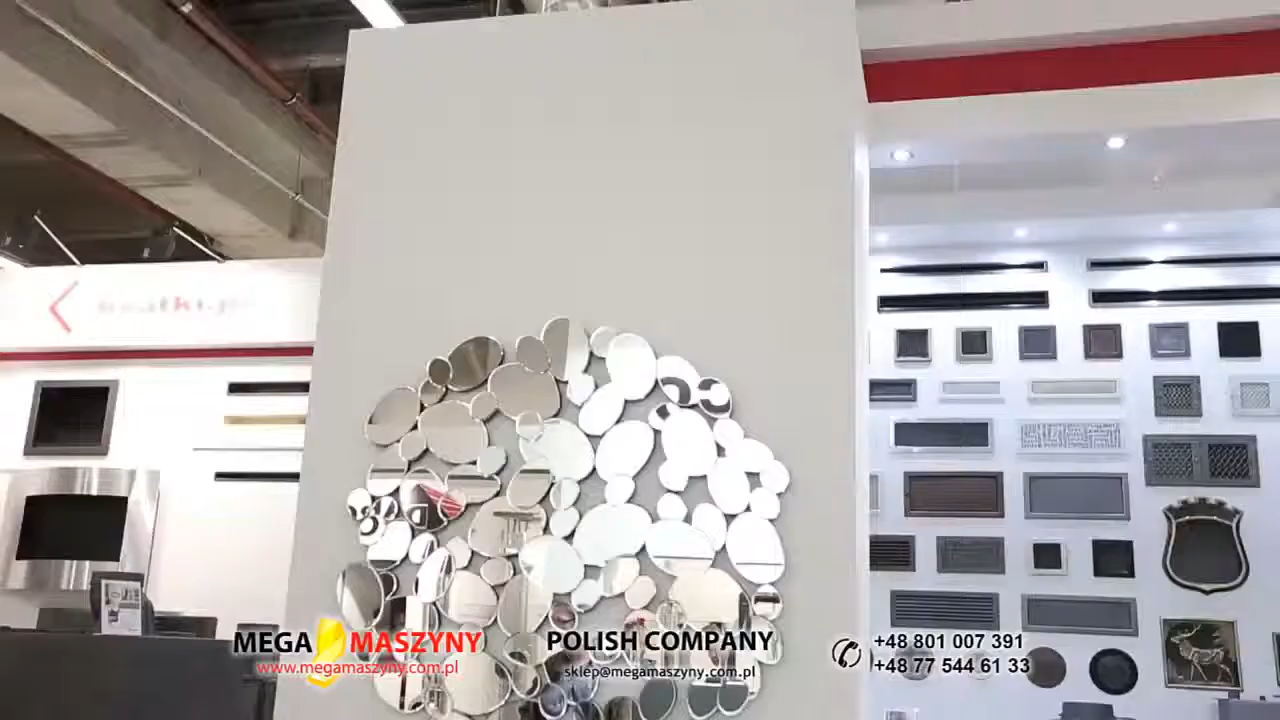 MEGA MASZYNY
www.megamaszyny.com.pl
POLISH COMPANY
sklep@megamaszyny.com.pl
+48 801 007 391
+48 77 544 61 33